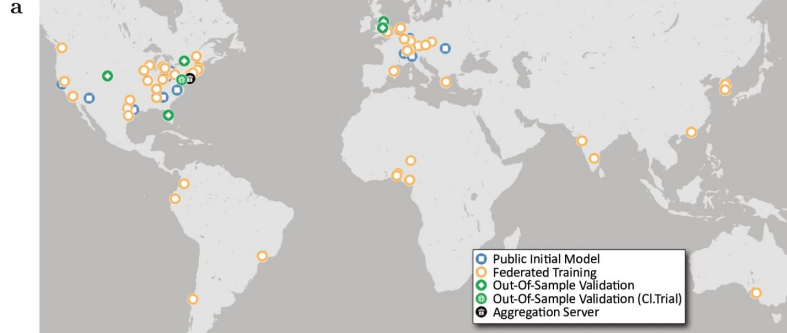 a
Public Initial Model
Federated Training
Out-Of-Sample Validation
Out-Of-Sample Validation (Cl.Trial)
Aggregation Server